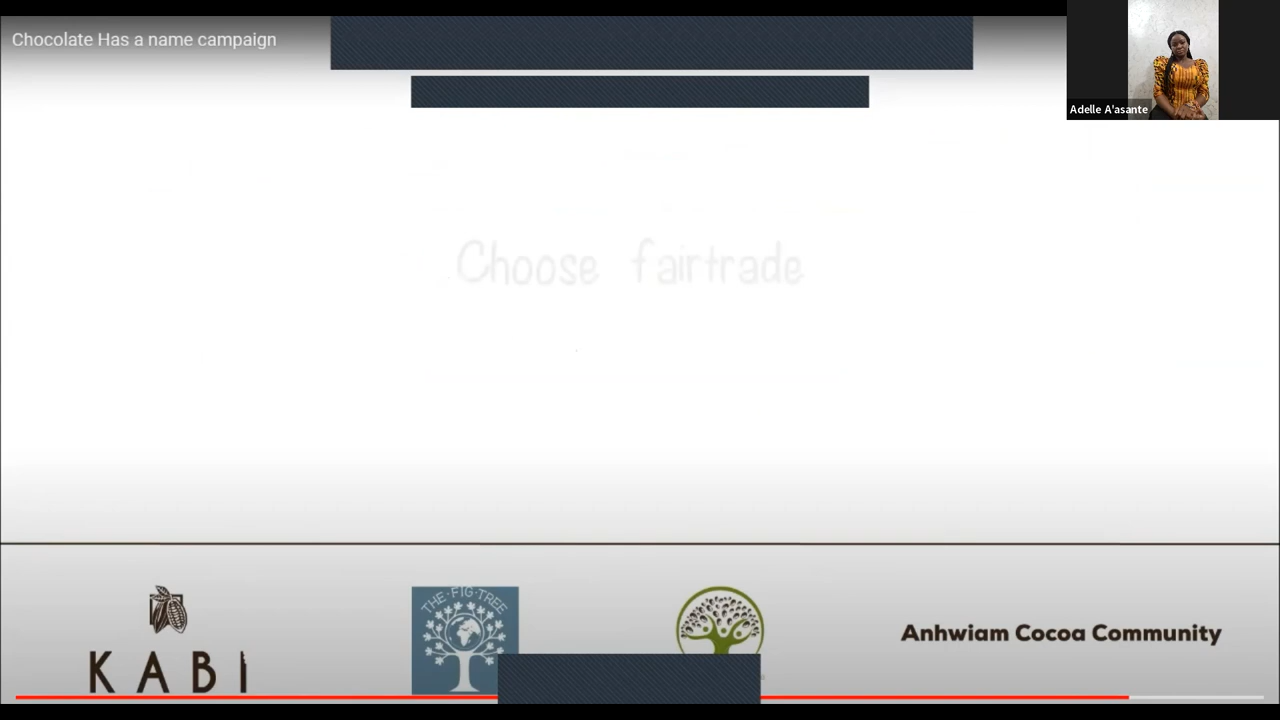 Chocolate Has a name campaign
Adelle A'asante
Choose fairtrade
THE·FIG·TREE
KABI
Anhwiam Cocoa Community